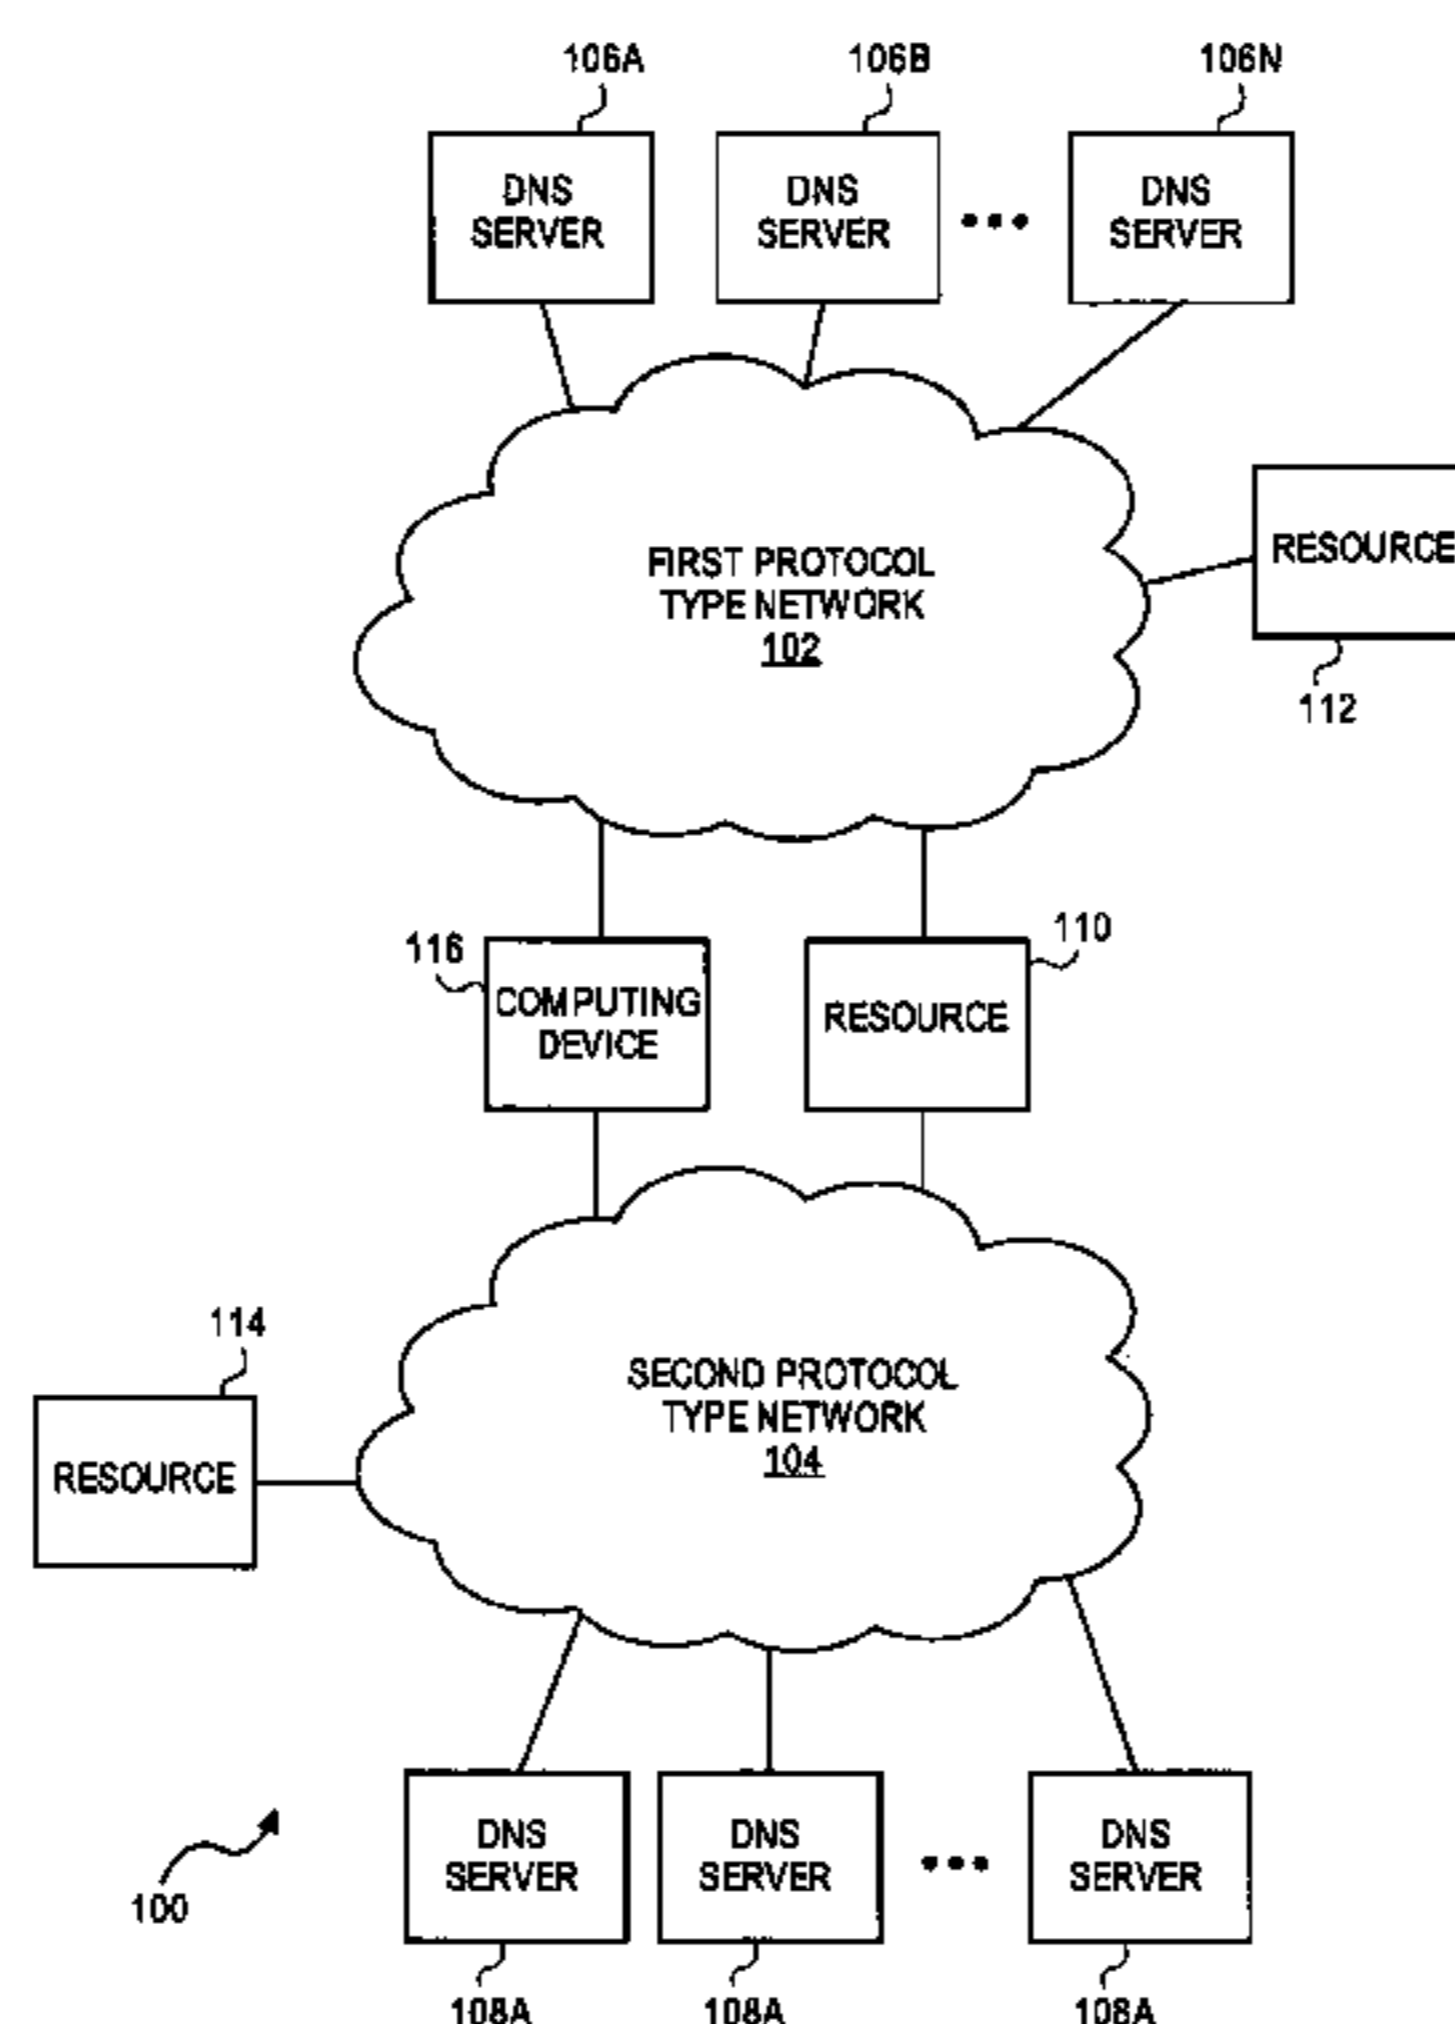 106A
106B
106N
DNS
SERVER
DNS
SERVER
DNS
SERVER
FIRST PROTOCOL
TYPE NETWORK
102
RESOURCE
112
116
COMPUTING
DEVICE
110
RESOURCE
114
RESOURCE
SECOND PROTOCOL
TYPE NETWORK
104
DNS
SERVER
DNS
SERVER
DNS
SERVER
100
108A
108A
108A